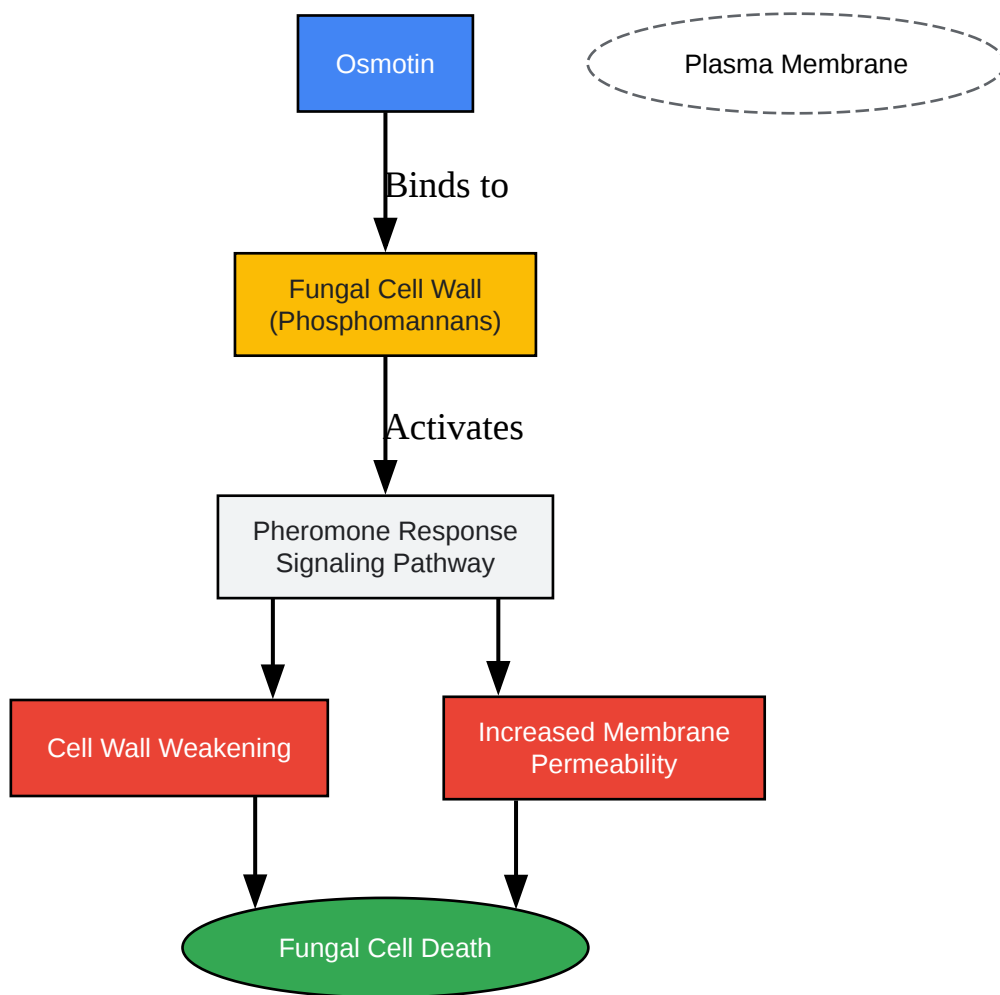 Osmotin
Plasma Membrane
Binds to
Fungal Cell Wall
(Phosphomannans)
Activates
Pheromone Response
Signaling Pathway
Cell Wall Weakening
Increased Membrane
Permeability
Fungal Cell Death